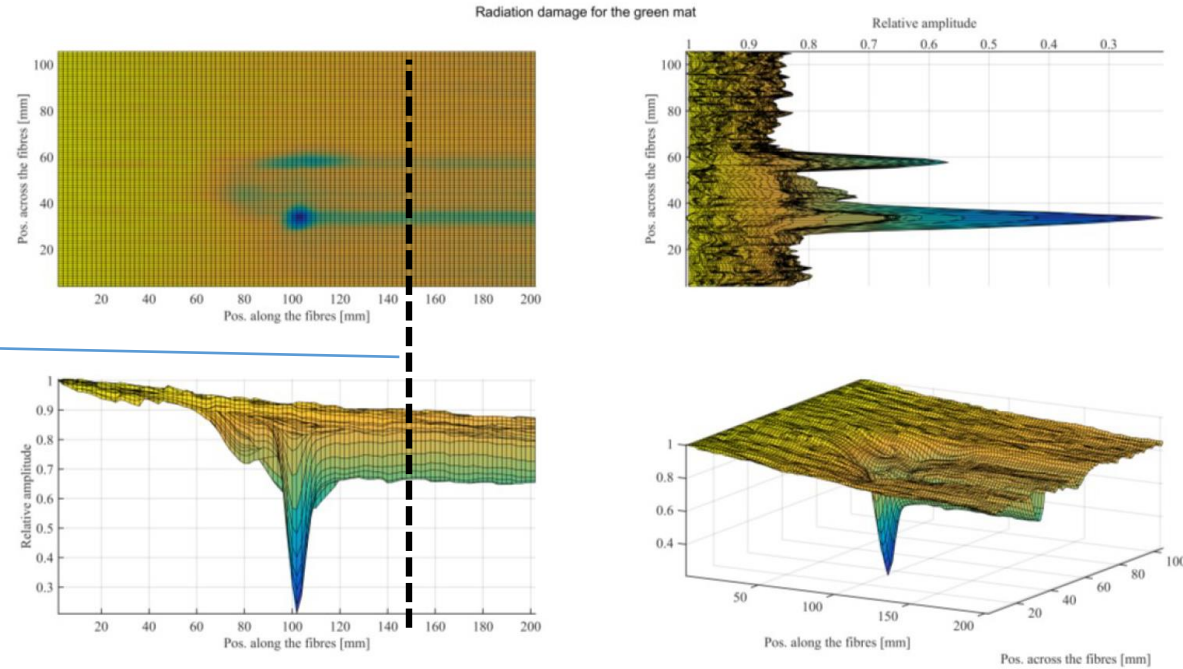 Radiation damage for the green mat
Pos. across the fibres [mm]
100
80
60
40
20
20 40 60 80 100 120 140 160 180 200
Pos. along the fibres [mm]
Relative amplitude
1 0.9 0.8 0.7 0.6 0.5 0.4 0.3
Pos. across the fibres [mm]
100
80
60
40
20
Relative amplitude
1
0.9
0.8
0.7
0.6
0.5
0.4
0.3
20 40 60 80 100 120 140 160 180 200
Pos. along the fibres [mm]
1
0.8
0.6
0.4
50 100 150 200
Pos. along the fibres [mm]
20 40 60 80 100
Pos. across the fibres [mm]